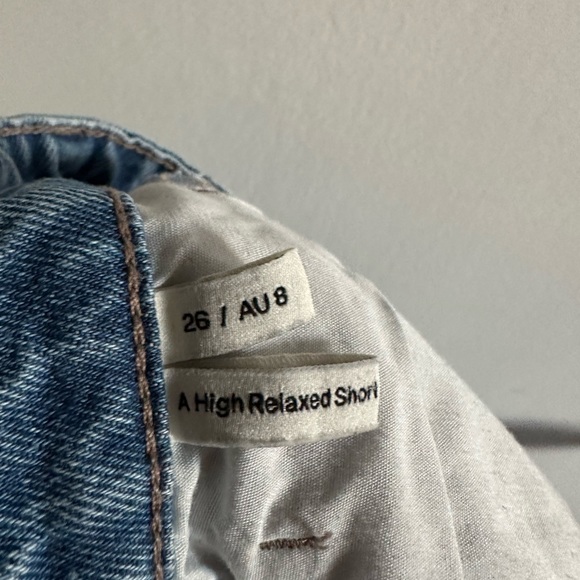 26 / AU 8
A High Relaxed Short